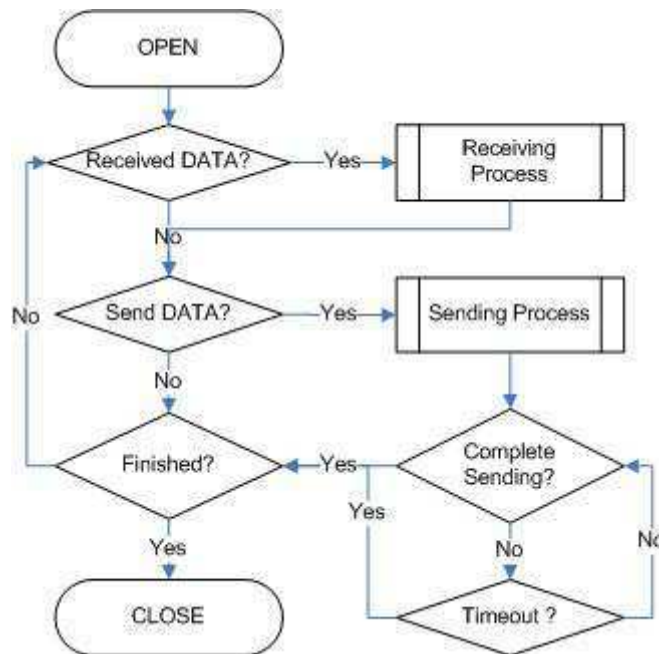 OPEN
Received DATA?
Yes
Receiving
Process
No
Send DATA?
Yes
Sending Process
No
No
Finished?
Yes
Complete
Sending?
Yes
No
No
Yes
CLOSE
Timeout ?